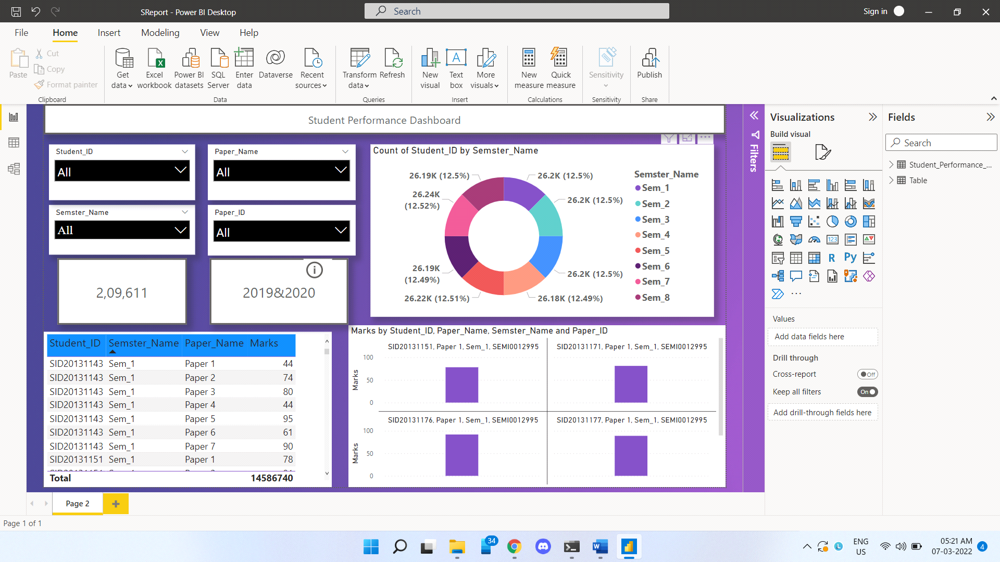 SReport - Power BI Desktop
Search
Sign in
File
Home
Insert
Modeling
View
Help
Paste
Cut
Copy
Format painter
Clipboard
Get data
Excel workbook
Power BI datasets
SQL Server
Enter data
Dataverse
Recent sources
Data
Transform data
Refresh
Queries
New visual
Text box
More visuals
Insert
New measure
Quick measure
Calculations
Sensitivity
Sensitivity
Publish
Share
Student Performance Dashboard
Student_ID
All
Paper_Name
All
Semster_Name
All
Paper_ID
All
2,09,611
2019&2020
Count of Student_ID by Semster_Name
26.19K (12.5%)
26.2K (12.5%)
26.24K (12.52%)
26.2K (12.5%)
26.19K (12.49%)
26.2K (12.5%)
26.22K (12.51%)
26.18K (12.49%)
Semster_Name
Sem_1
Sem_2
Sem_3
Sem_4
Sem_5
Sem_6
Sem_7
Sem_8
Student_ID Semster_Name Paper_Name Marks
SID20131143 Sem_1 Paper 1 44
SID20131143 Sem_1 Paper 2 74
SID20131143 Sem_1 Paper 3 80
SID20131143 Sem_1 Paper 4 44
SID20131143 Sem_1 Paper 5 95
SID20131143 Sem_1 Paper 6 61
SID20131143 Sem_1 Paper 7 90
SID20131151 Sem_1 Paper 1 78
Total 14586740
Marks by Student_ID, Paper_Name, Semster_Name and Paper_ID
SID20131151, Paper 1, Sem_1, SEMI0012995
SID20131171, Paper 1, Sem_1, SEMI0012995
100
50
0
Marks
SID20131176, Paper 1, Sem_1, SEMI0012995
SID20131177, Paper 1, Sem_1, SEMI0012995
100
50
0
Marks
Filters
Visualizations
Build visual
123
R
Py
Values
Add data fields here
Drill through
Cross-report
Off
Keep all filters
On
Add drill-through fields here
Fields
Search
Student_Performance_...
Table
Page 2
Page 1 of 1
34
ENG
US
05:21 AM
07-03-2022
4